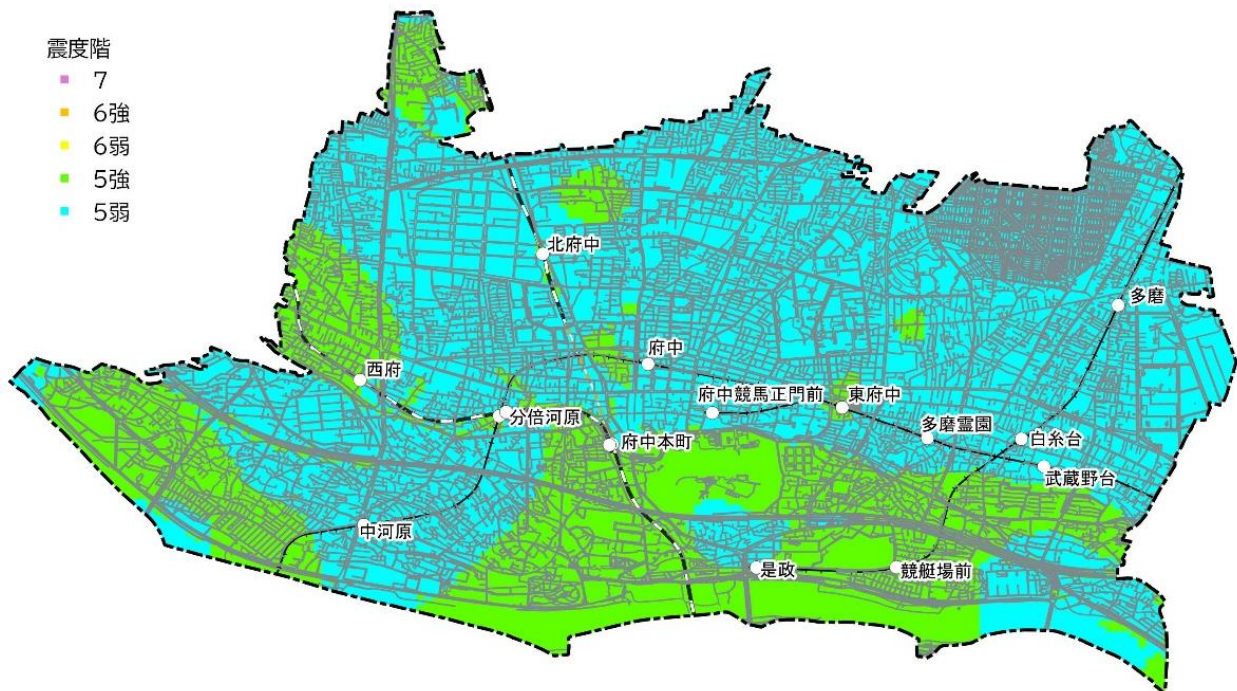 震度階
7
6強
6弱
5強
5弱
北府中
多磨
府中
西府
府中競馬正門前
東府中
分倍河原
多磨霊園
白糸台
府中本町
武蔵野台
中河原
是政
競艇場前